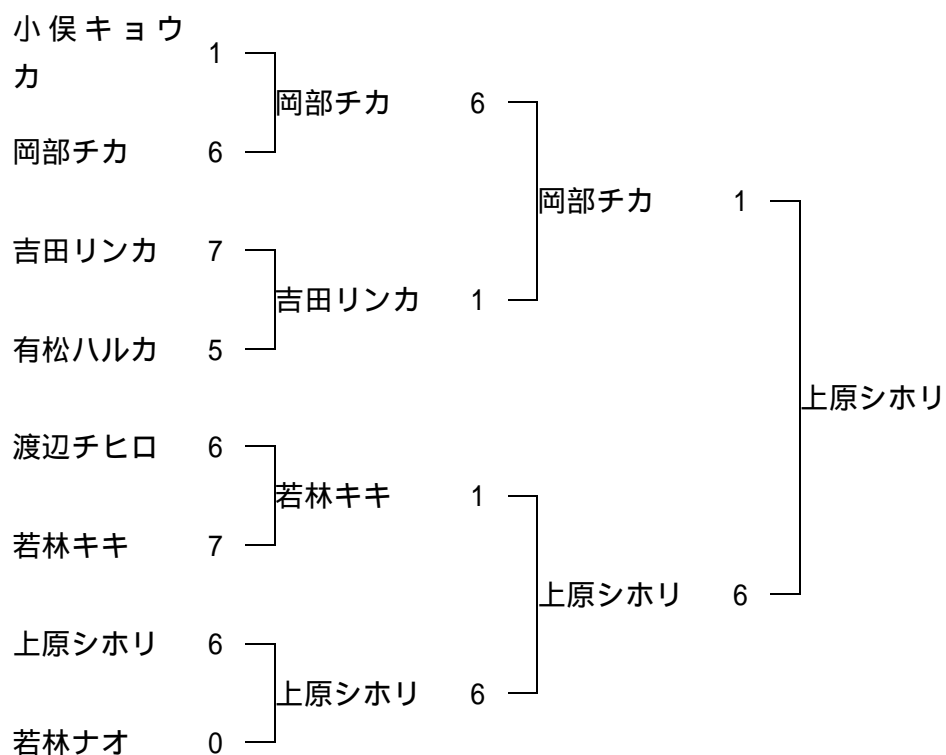 小俣キョウ
カ
1
岡部チカ 6
岡部チカ 6
岡部チカ 1
吉田リンカ 7
吉田リンカ 1
有松ハルカ 5
上原シホリ
渡辺チヒロ 6
若林キキ 1
若林キキ 7
上原シホリ 6
上原シホリ 6
上原シホリ 6
若林ナオ 0